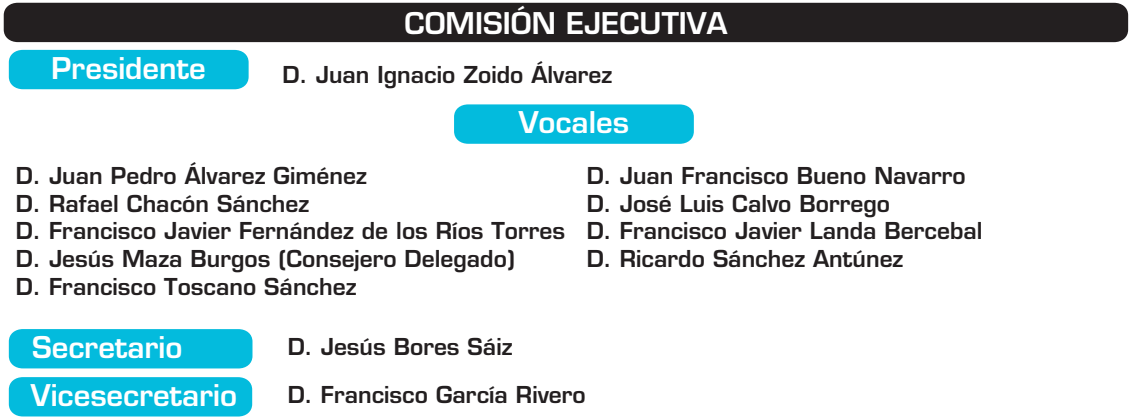 COMISIÓN EJECUTIVA
Presidente
D. Juan Ignacio Zoido Álvarez
Vocales
D. Juan Pedro Álvarez Giménez
D. Rafael Chacón Sánchez
D. Francisco Javier Fernández de los Ríos Torres
D. Jesús Maza Burgos (Consejero Delegado)
D. Francisco Toscano Sánchez
D. Juan Francisco Bueno Navarro
D. José Luis Calvo Borrego
D. Francisco Javier Landa Bercebal
D. Ricardo Sánchez Antúnez
Secretario
D. Jesús Bores Sáiz
Vicesecretario
D. Francisco García Rivero